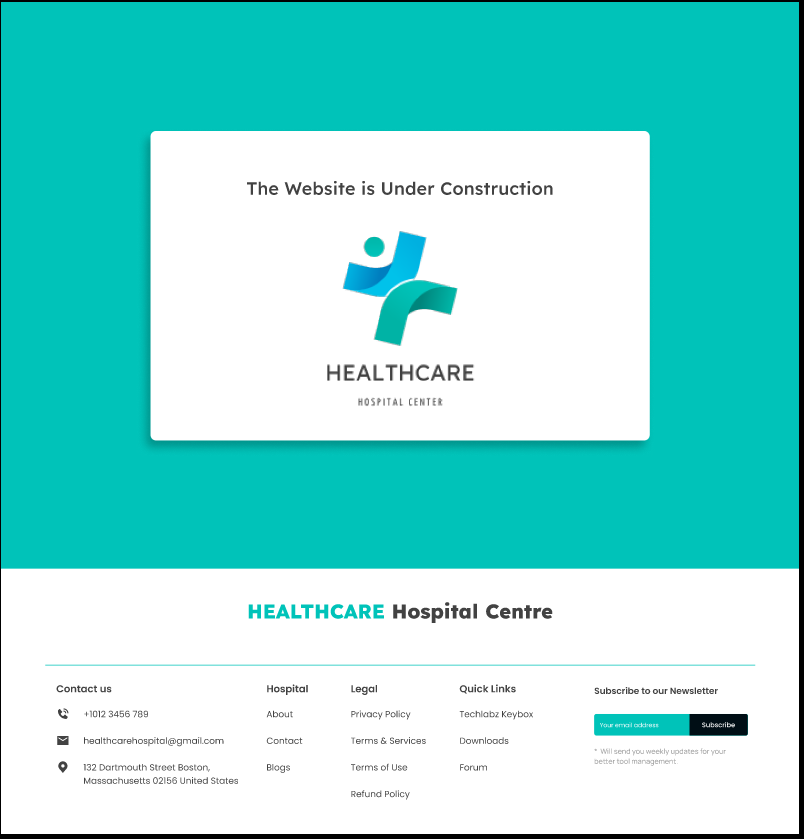 The Website is Under Construction
HEALTHCARE
HOSPITAL CENTER
HEALTHCARE Hospital Centre
Contact us
+1012 3456 789
healthcarehospital@gmail.com
132 Dartmouth Street Boston,
Massachusetts 02156 United States
Hospital
About
Contact
Blogs
Legal
Privacy Policy
Terms & Services
Terms of Use
Refund Policy
Quick Links
Techlabz Keybox
Downloads
Forum
Subscribe to our Newsletter
Your email address
Subscribe
* Will send you weekly updates for your
better tool management.